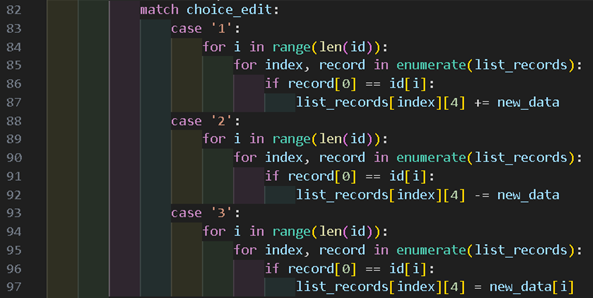 82 match choice_edit:
83 case '1':
84 for i in range(len(id)):
85 for index, record in enumerate(list_records):
86 if record[0] == id[i]:
87 list_records[index][4] += new_data
88 case '2':
89 for i in range(len(id)):
90 for index, record in enumerate(list_records):
91 if record[0] == id[i]:
92 list_records[index][4] -= new_data
93 case '3':
94 for i in range(len(id)):
95 for index, record in enumerate(list_records):
96 if record[0] == id[i]:
97 list_records[index][4] = new_data[i]